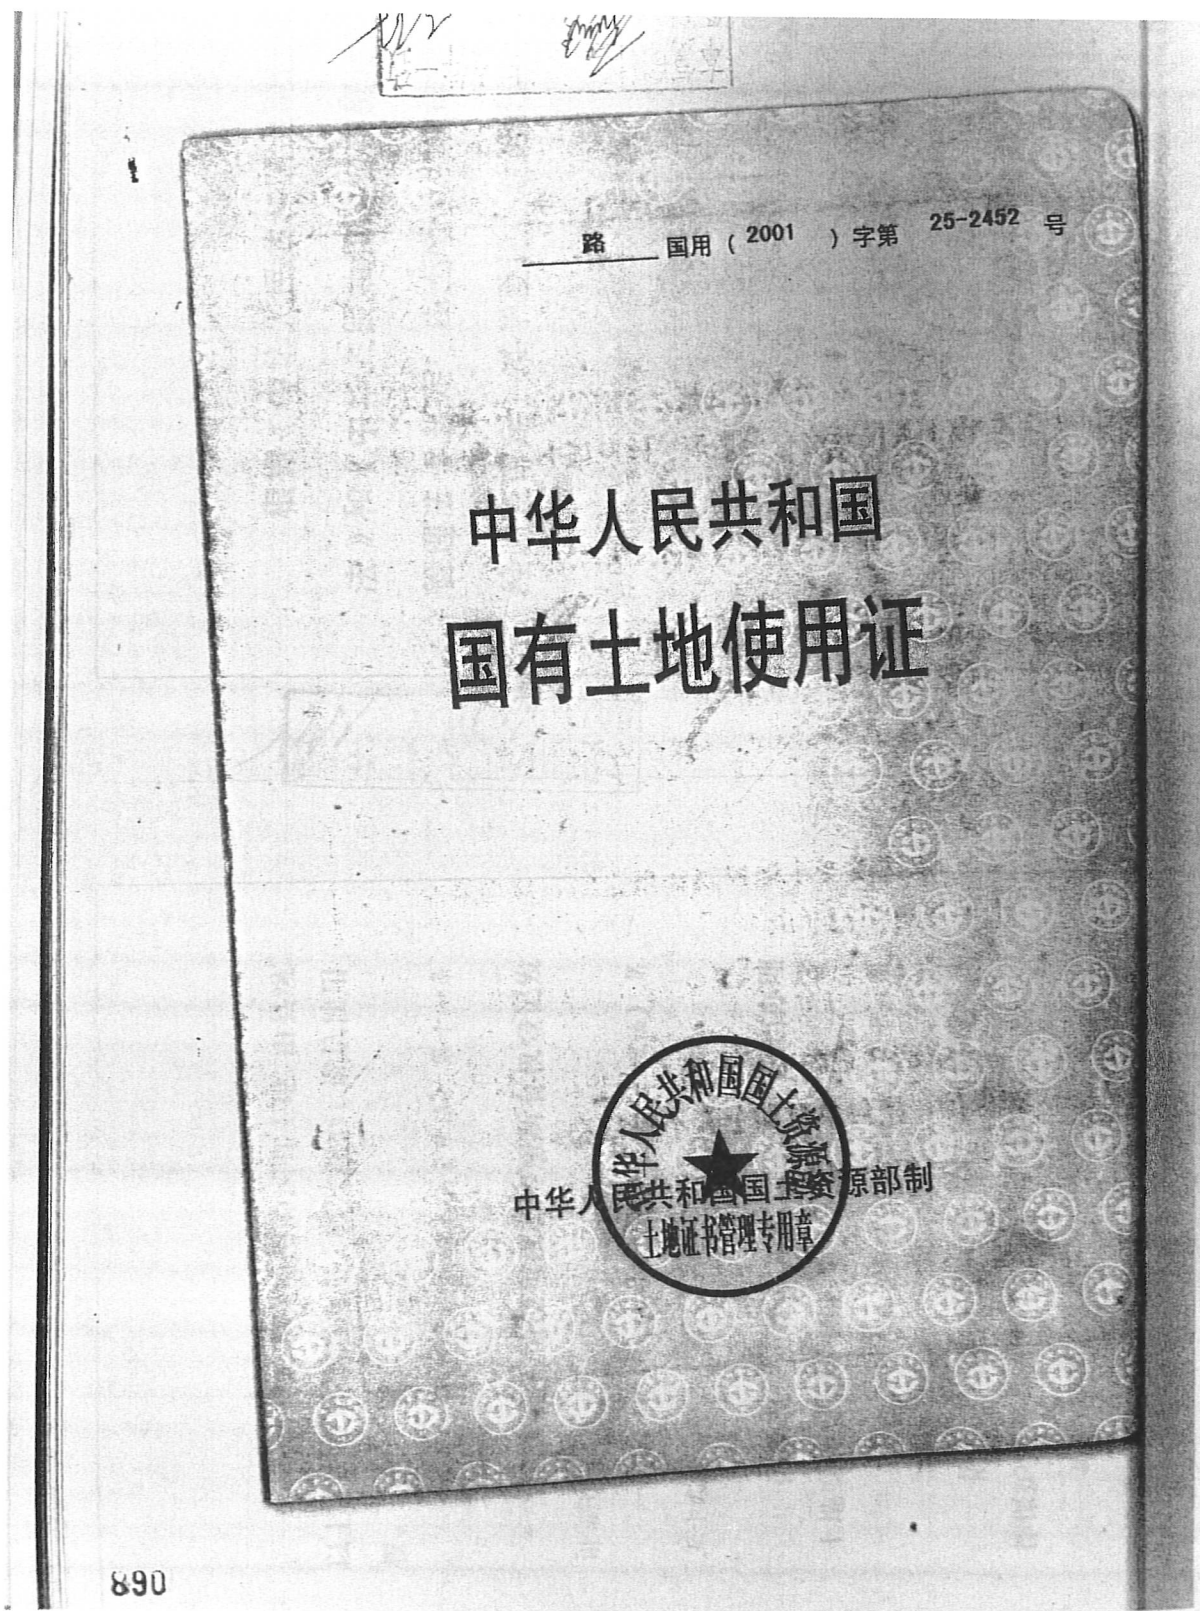 路 国用（2001）字第 25-2452 号
中华人民共和国
国有土地使用证
中华人民共和国国土资源部
中华人民共和国国土资源部制
土地证书管理专用章
890